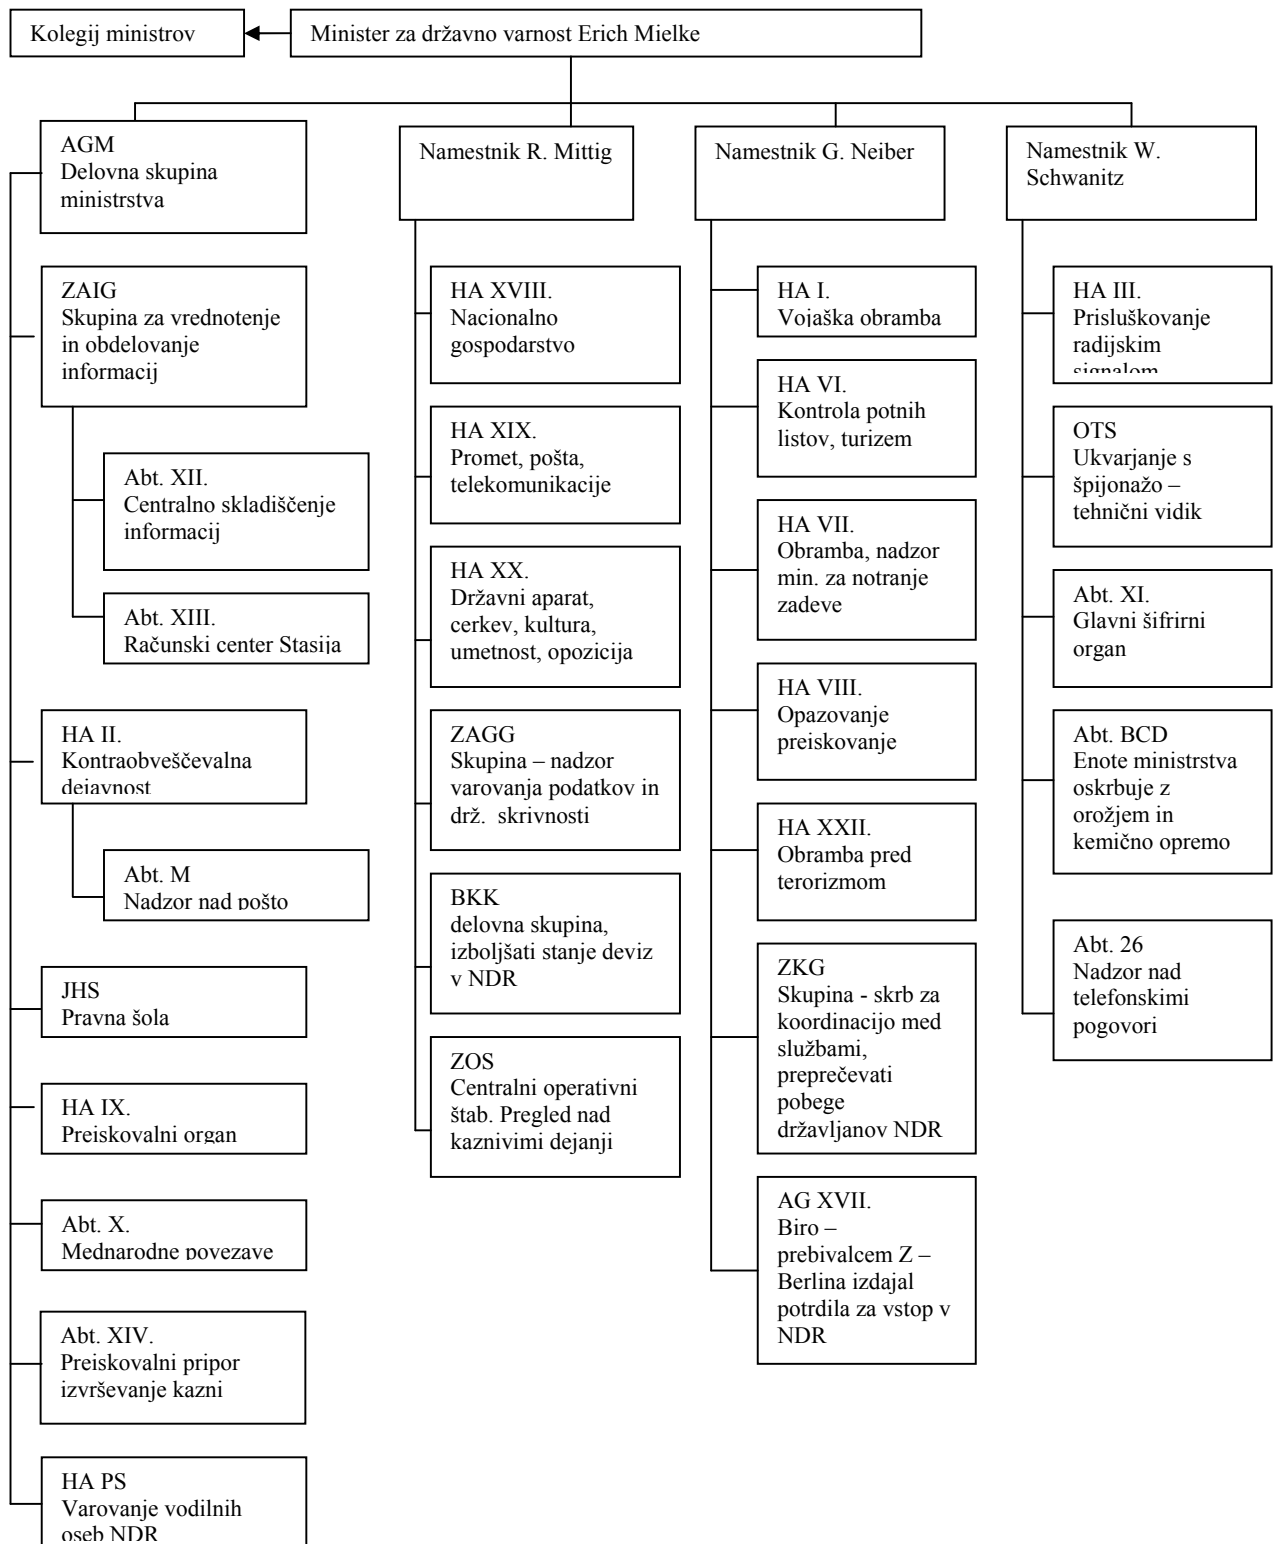 Kolegij ministrov
Minister za državno varnost Erich Mielke
AGM
Delovna skupina
ministrstva
ZAIG
Skupina za vrednotenje
in obdelovanje
informacij
Abt. XII.
Centralno skladiščenje
informacij
Abt. XIII.
Računski center Stasija
HA II.
Kontraobveščevalna
dejavnost
Abt. M
Nadzor nad pošto
JHS
Pravna šola
HA IX.
Preiskovalni organ
Abt. X.
Mednarodne povezave
Abt. XIV.
Preiskovalni pripor
izvrševanje kazni
HA PS
Varovanje vodilnih
oseb NDR
Namestnik R. Mittig
HA XVIII.
Nacionalno
gospodarstvo
HA XIX.
Promet, pošta,
telekomunikacije
HA XX.
Državni aparat,
cerkev, kultura,
umetnost, opozicija
ZAGG
Skupina – nadzor
varovanja podatkov in
drž. skrivnosti
BKK
delovna skupina,
izboljšati stanje deviz
v NDR
ZOS
Centralni operativni
štab. Pregled nad
kaznivimi dejanji
Namestnik G. Neiber
HA I.
Vojaška obramba
HA VI.
Kontrola potnih
listov, turizem
HA VII.
Obramba, nadzor
min. za notranje
zadeve
HA VIII.
Opazovanje
preiskovanje
HA XXII.
Obramba pred
terorizmom
ZKG
Skupina - skrb za
koordinacijo med
službami,
preprečevati
pobege
državljanov NDR
AG XVII.
Biro –
prebivalcem Z –
Berlina izdajal
potrdila za vstop v
NDR
Namestnik W.
Schwanitz
HA III.
Prisluškovanje
radijskim
signalom
OTS
Ukvarjanje s
špijonažo –
tehnični vidik
Abt. XI.
Glavni šifrirni
organ
Abt. BCD
Enote ministrstva
oskrbuje z
orožjem in
kemično opremo
Abt. 26
Nadzor nad
telefonskimi
pogovori